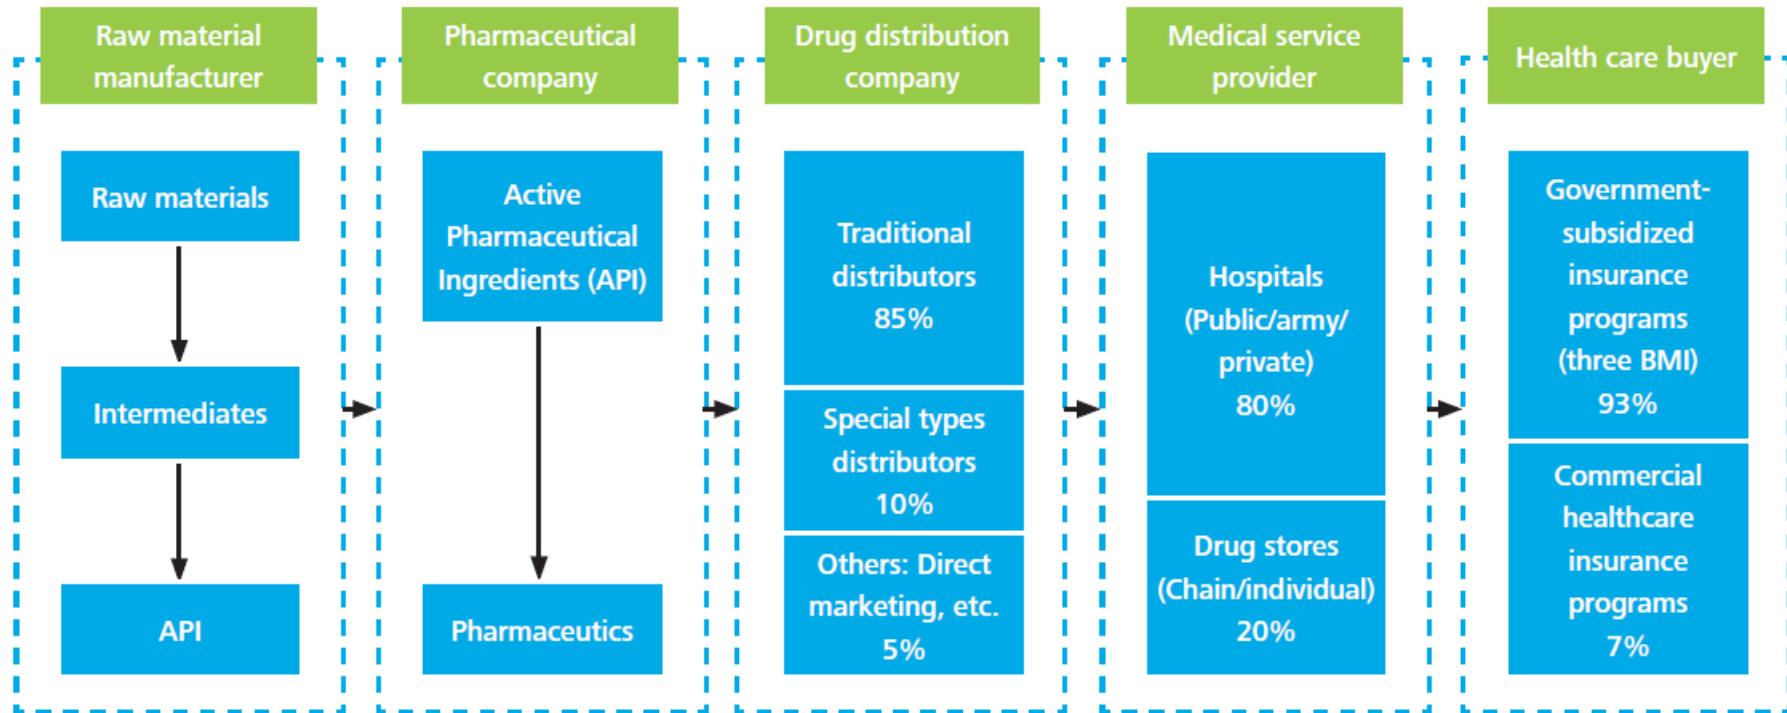 Raw material
manufacturer
Raw materials
Intermediates
API
Pharmaceutical
company
Active
Pharmaceutical
Ingredients (API)
Pharmaceutics
Drug distribution
company
Traditional
distributors
85%
Special types
distributors
10%
Others: Direct
marketing, etc.
5%
Medical service
provider
Hospitals
(Public/army/
private)
80%
Drug stores
(Chain/individual)
20%
Health care buyer
Government-
subsidized
insurance
programs
(three BMI)
93%
Commercial
healthcare
insurance
programs
7%